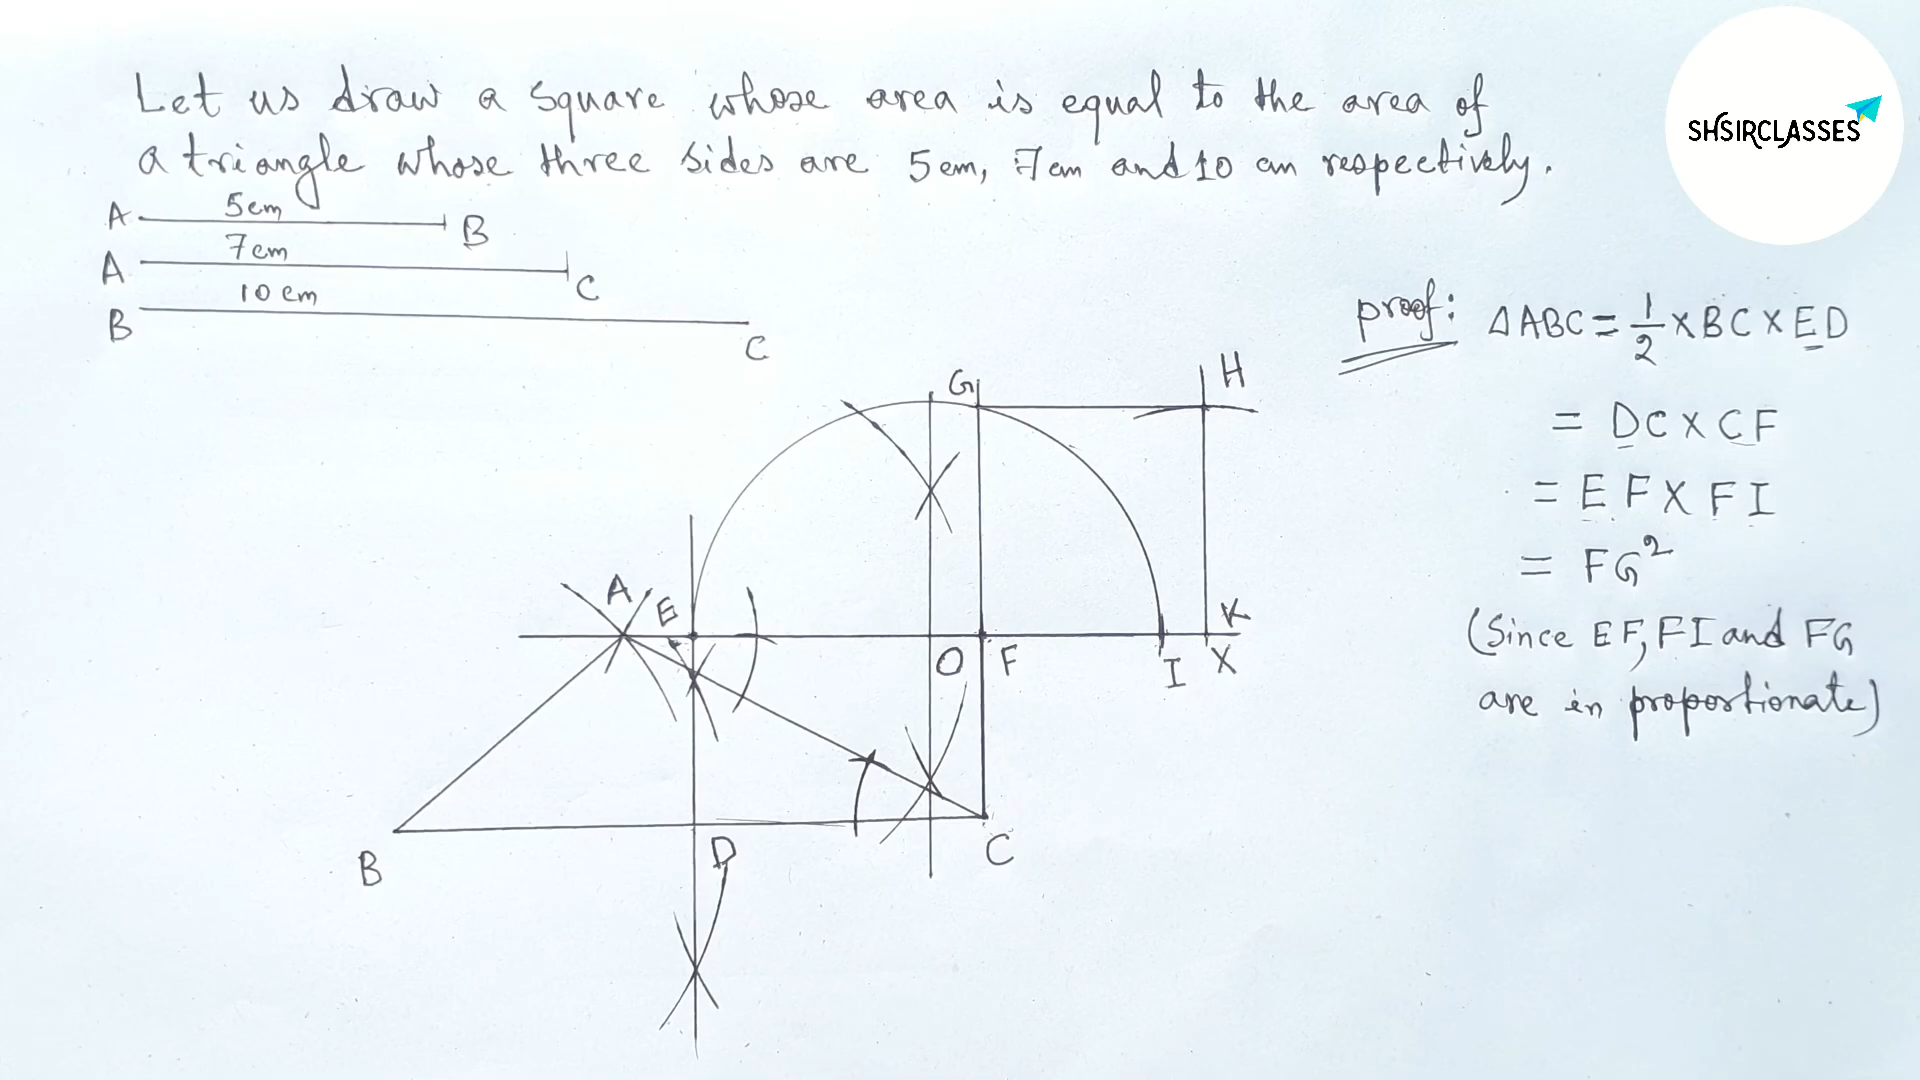 Let us draw a square whose area is equal to the area of
a triangle whose three sides are 5cm, 7cm and 10 cm respectively.
SHSIRCLASSES
A 5cm B
A 7cm C
B 10 cm C
proof: △ABC = 1/2 × BC × ED
= DC × CF
= EF × FI
= FG²
(Since EF, FI and FG
are in proportionate)
G H
A E K
O F I X
B D C